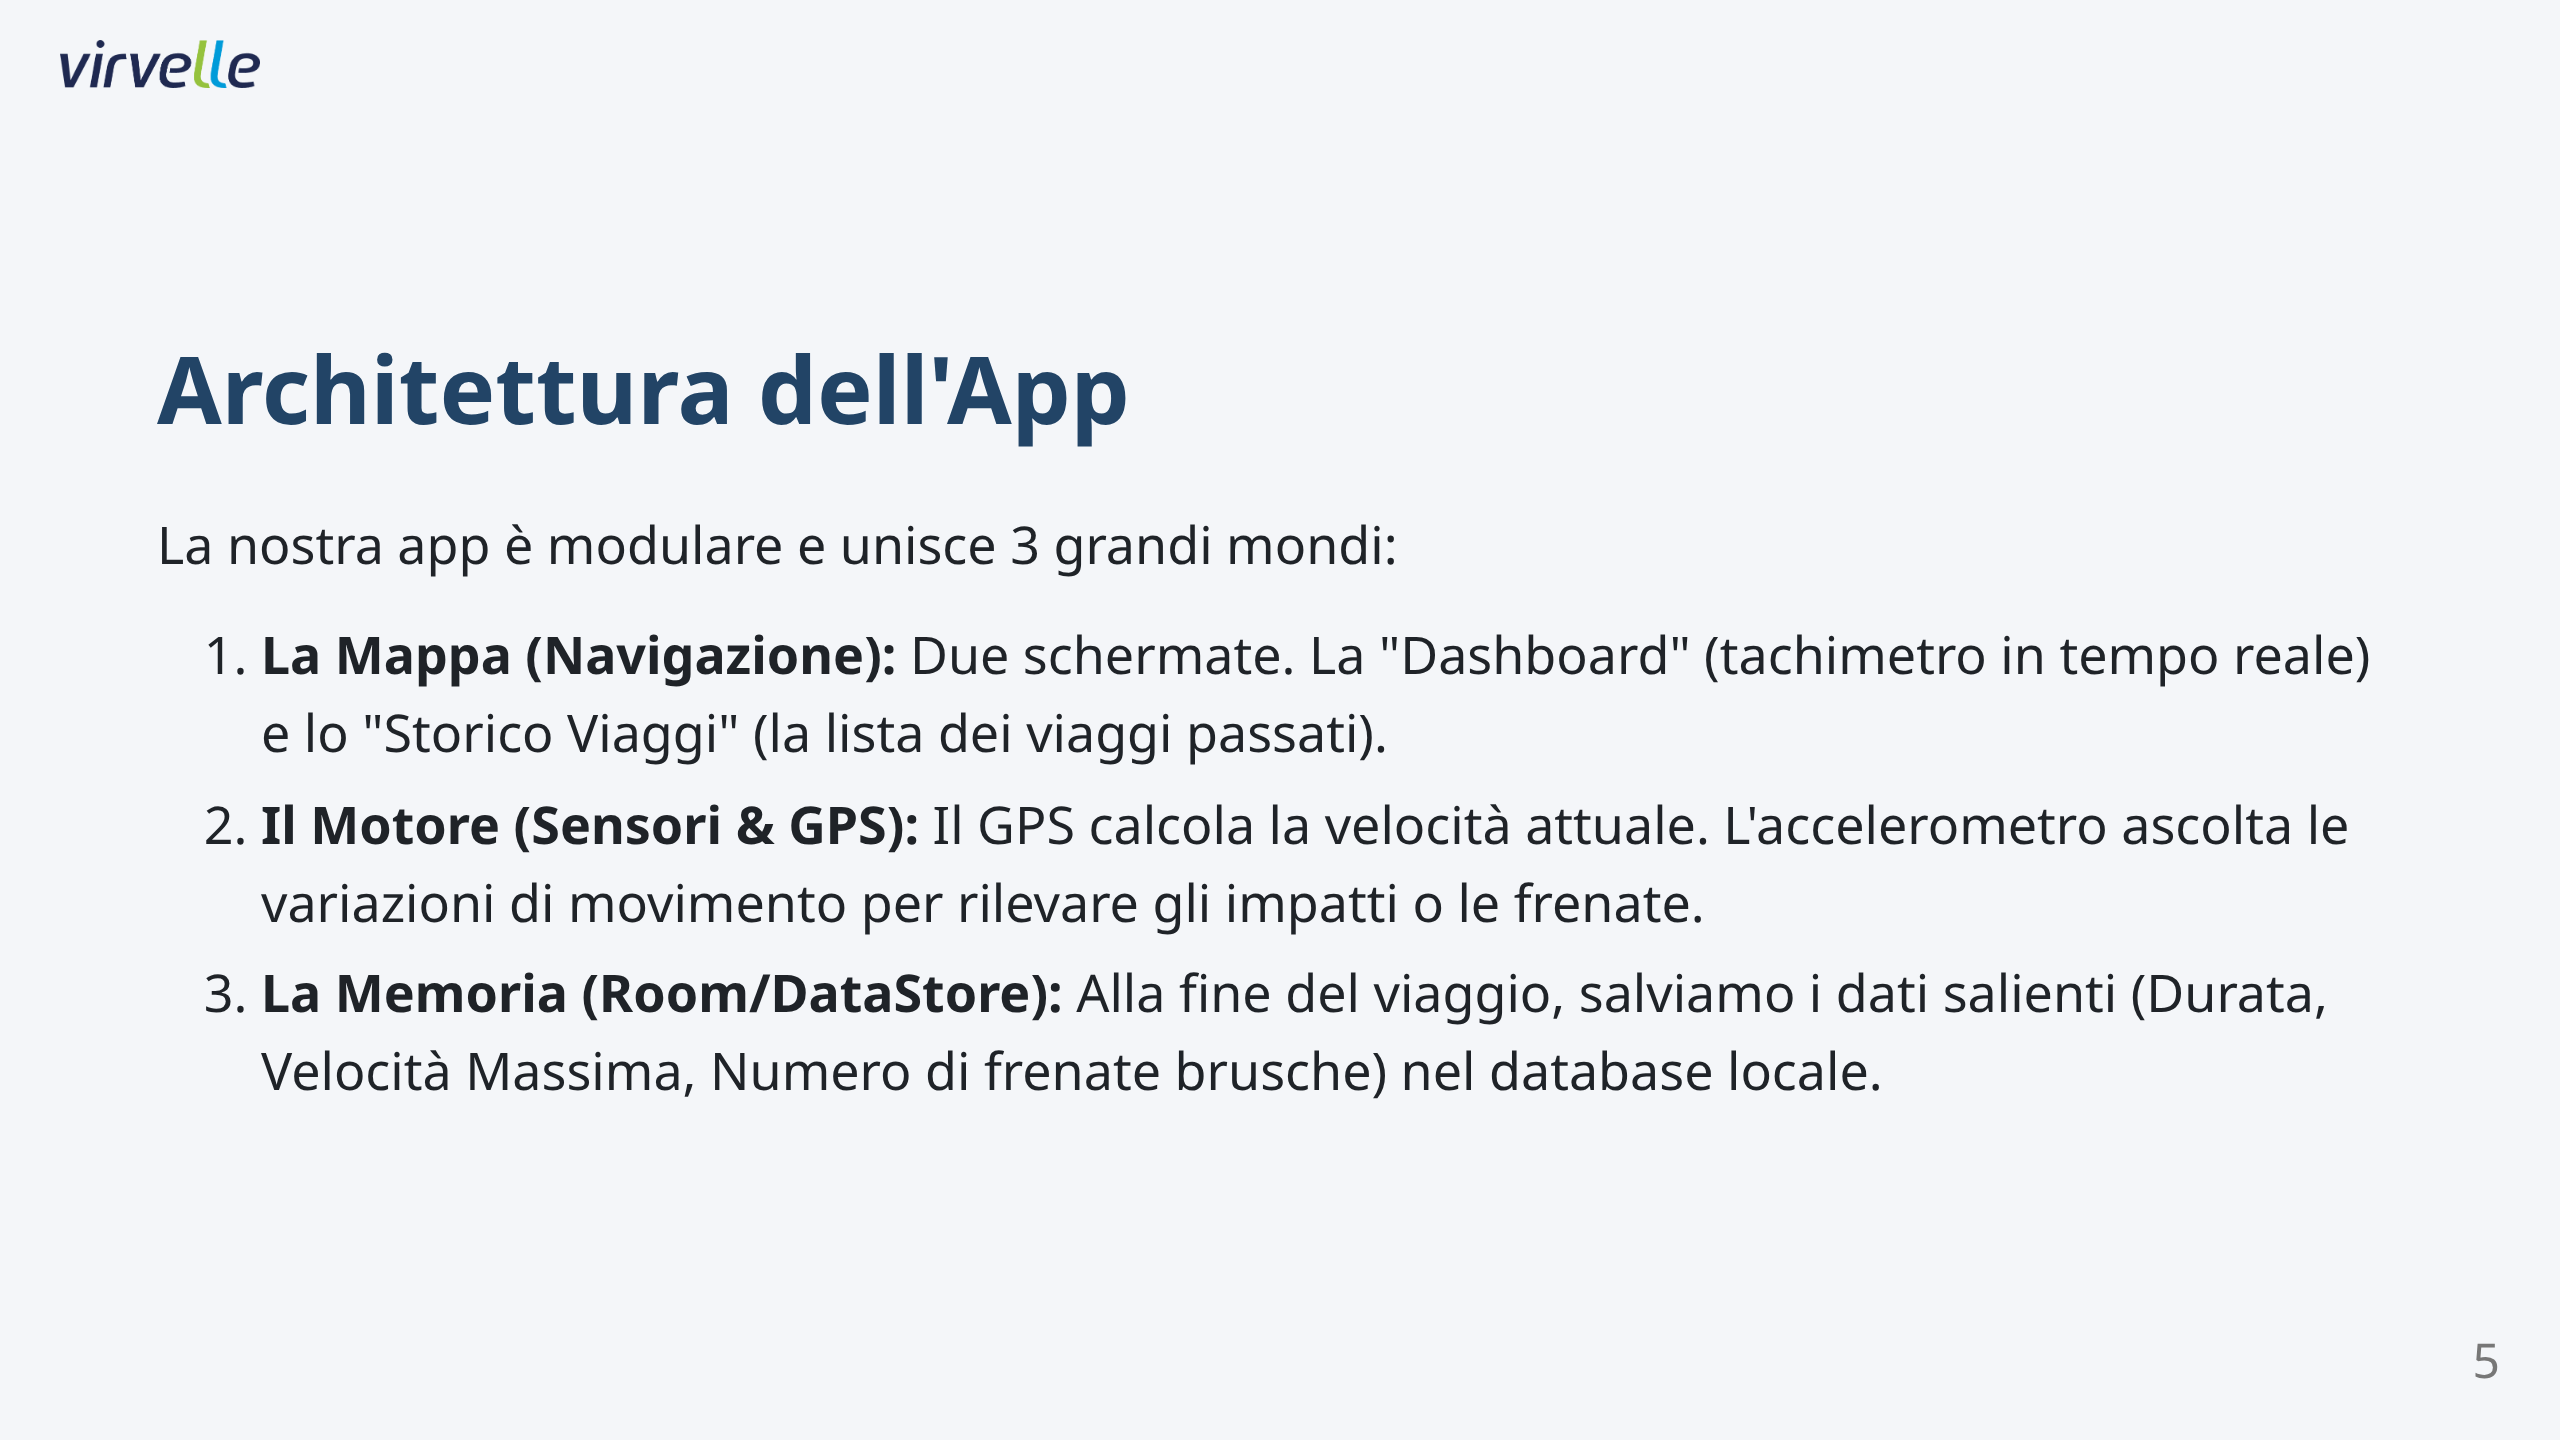 virvelle
Architettura dell'App
La nostra app è modulare e unisce 3 grandi mondi:
1. La Mappa (Navigazione): Due schermate. La "Dashboard" (tachimetro in tempo reale)
e lo "Storico Viaggi" (la lista dei viaggi passati).
2. Il Motore (Sensori & GPS): Il GPS calcola la velocità attuale. L'accelerometro ascolta le
variazioni di movimento per rilevare gli impatti o le frenate.
3. La Memoria (Room/DataStore): Alla fine del viaggio, salviamo i dati salienti (Durata,
Velocità Massima, Numero di frenate brusche) nel database locale.
5